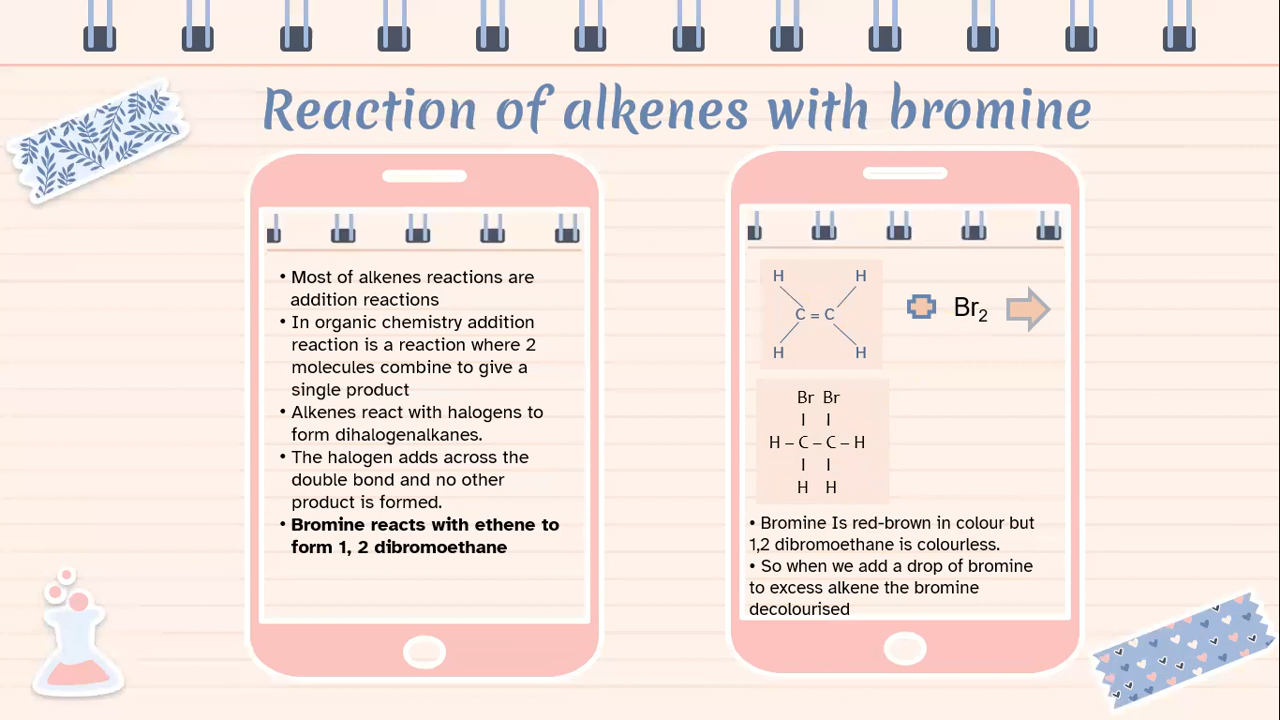 Reaction of alkenes with bromine
• Most of alkenes reactions are
addition reactions
• In organic chemistry addition
reaction is a reaction where 2
molecules combine to give a
single product
• Alkenes react with halogens to
form dihalogenalkanes.
• The halogen adds across the
double bond and no other
product is formed.
• Bromine reacts with ethene to
form 1, 2 dibromoethane
H H
C = C
H H
Br₂
Br Br
H – C – C – H
H H
• Bromine Is red-brown in colour but
1,2 dibromoethane is colourless.
• So when we add a drop of bromine
to excess alkene the bromine
decolourised